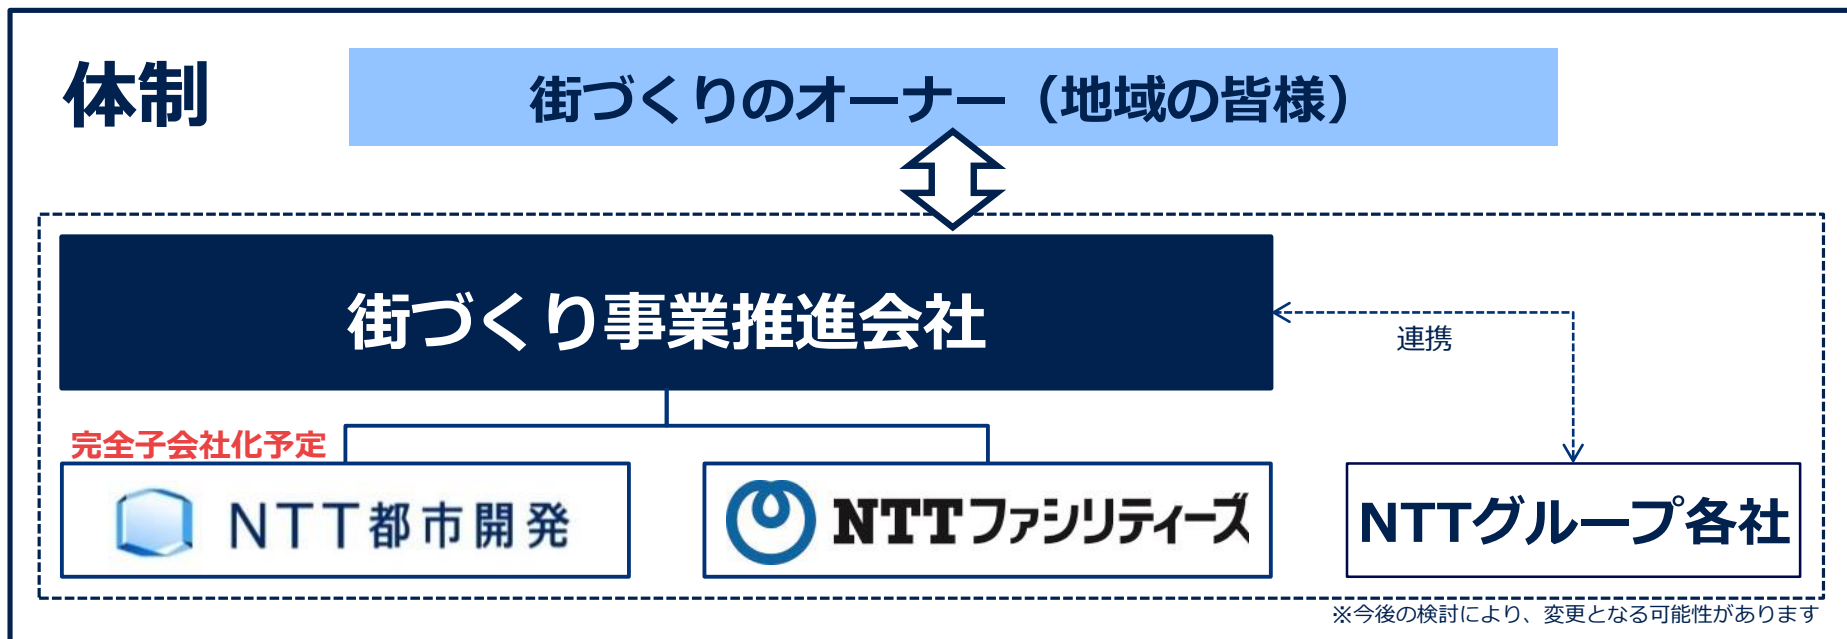 体制
街づくりのオーナー（地域の皆様）
街づくり事業推進会社
連携
完全子会社化予定
NTT都市開発
NTTファシリティーズ
NTTグループ各社
※今後の検討により、変更となる可能性があります